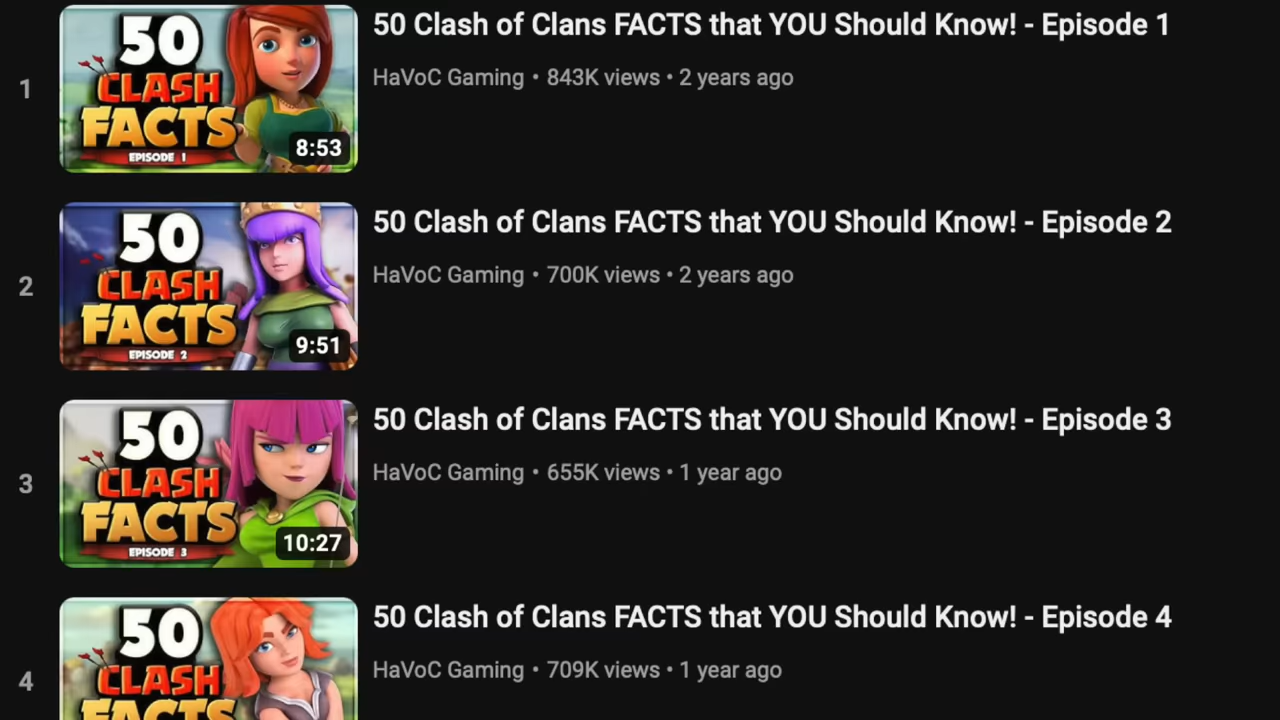 1
50
CLASH
FACTS
EPISODE 1
8:53
50 Clash of Clans FACTS that YOU Should Know! - Episode 1
HaVoC Gaming • 843K views • 2 years ago
2
50
CLASH
FACTS
EPISODE 2
9:51
50 Clash of Clans FACTS that YOU Should Know! - Episode 2
HaVoC Gaming • 700K views • 2 years ago
3
50
CLASH
FACTS
EPISODE 3
10:27
50 Clash of Clans FACTS that YOU Should Know! - Episode 3
HaVoC Gaming • 655K views • 1 year ago
4
50
CLASH
FACTS
50 Clash of Clans FACTS that YOU Should Know! - Episode 4
HaVoC Gaming • 709K views • 1 year ago